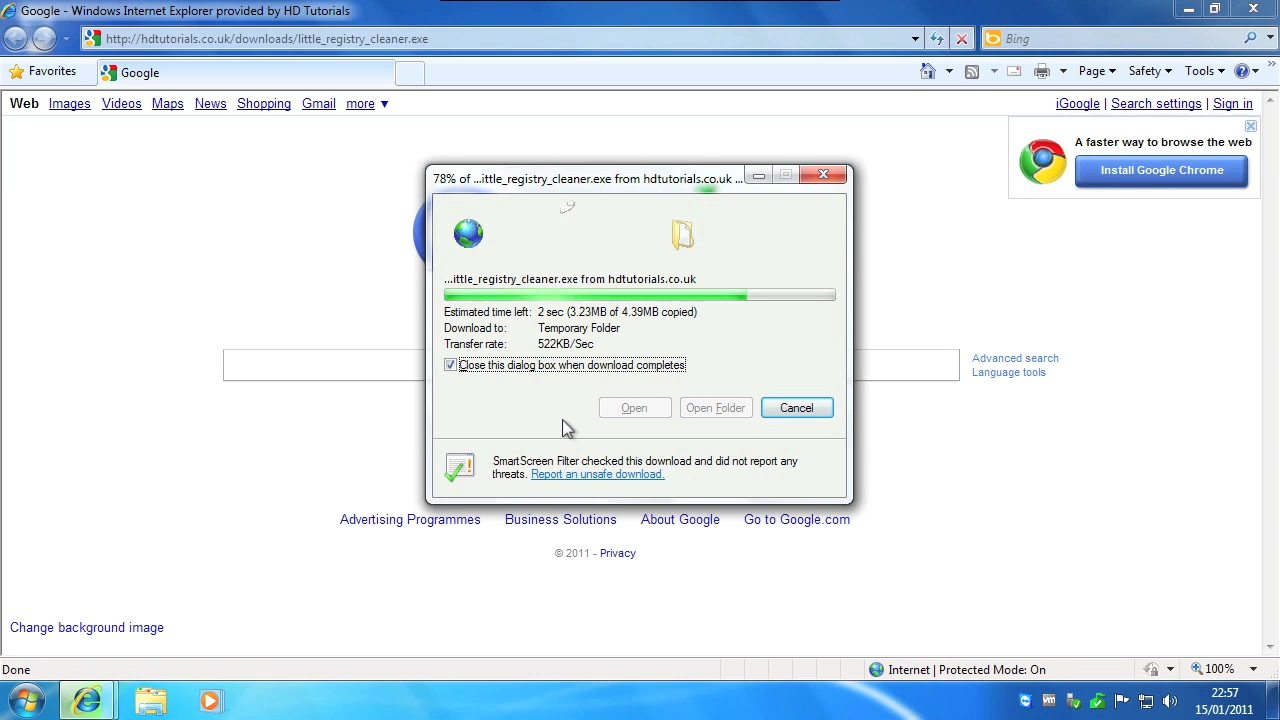 Google - Windows Internet Explorer provided by HD Tutorials
http://hdtutorials.co.uk/downloads/little_registry_cleaner.exe
Bing
Favorites
Google
Page
Safety
Tools
Web Images Videos Maps News Shopping Gmail more ▼
iGoogle | Search settings | Sign in
A faster way to browse the web
Install Google Chrome
78% of ...ittle_registry_cleaner.exe from hdtutorials.co.uk ...
...ittle_registry_cleaner.exe from hdtutorials.co.uk
Estimated time left: 2 sec (3.23MB of 4.39MB copied)
Download to: Temporary Folder
Transfer rate: 522KB/Sec
Close this dialog box when download completes
Open Open Folder Cancel
SmartScreen Filter checked this download and did not report any
threats. Report an unsafe download.
Advanced search
Language tools
Advertising Programmes Business Solutions About Google Go to Google.com
© 2011 - Privacy
Change background image
Done
Internet | Protected Mode: On
100%
22:57
15/01/2011